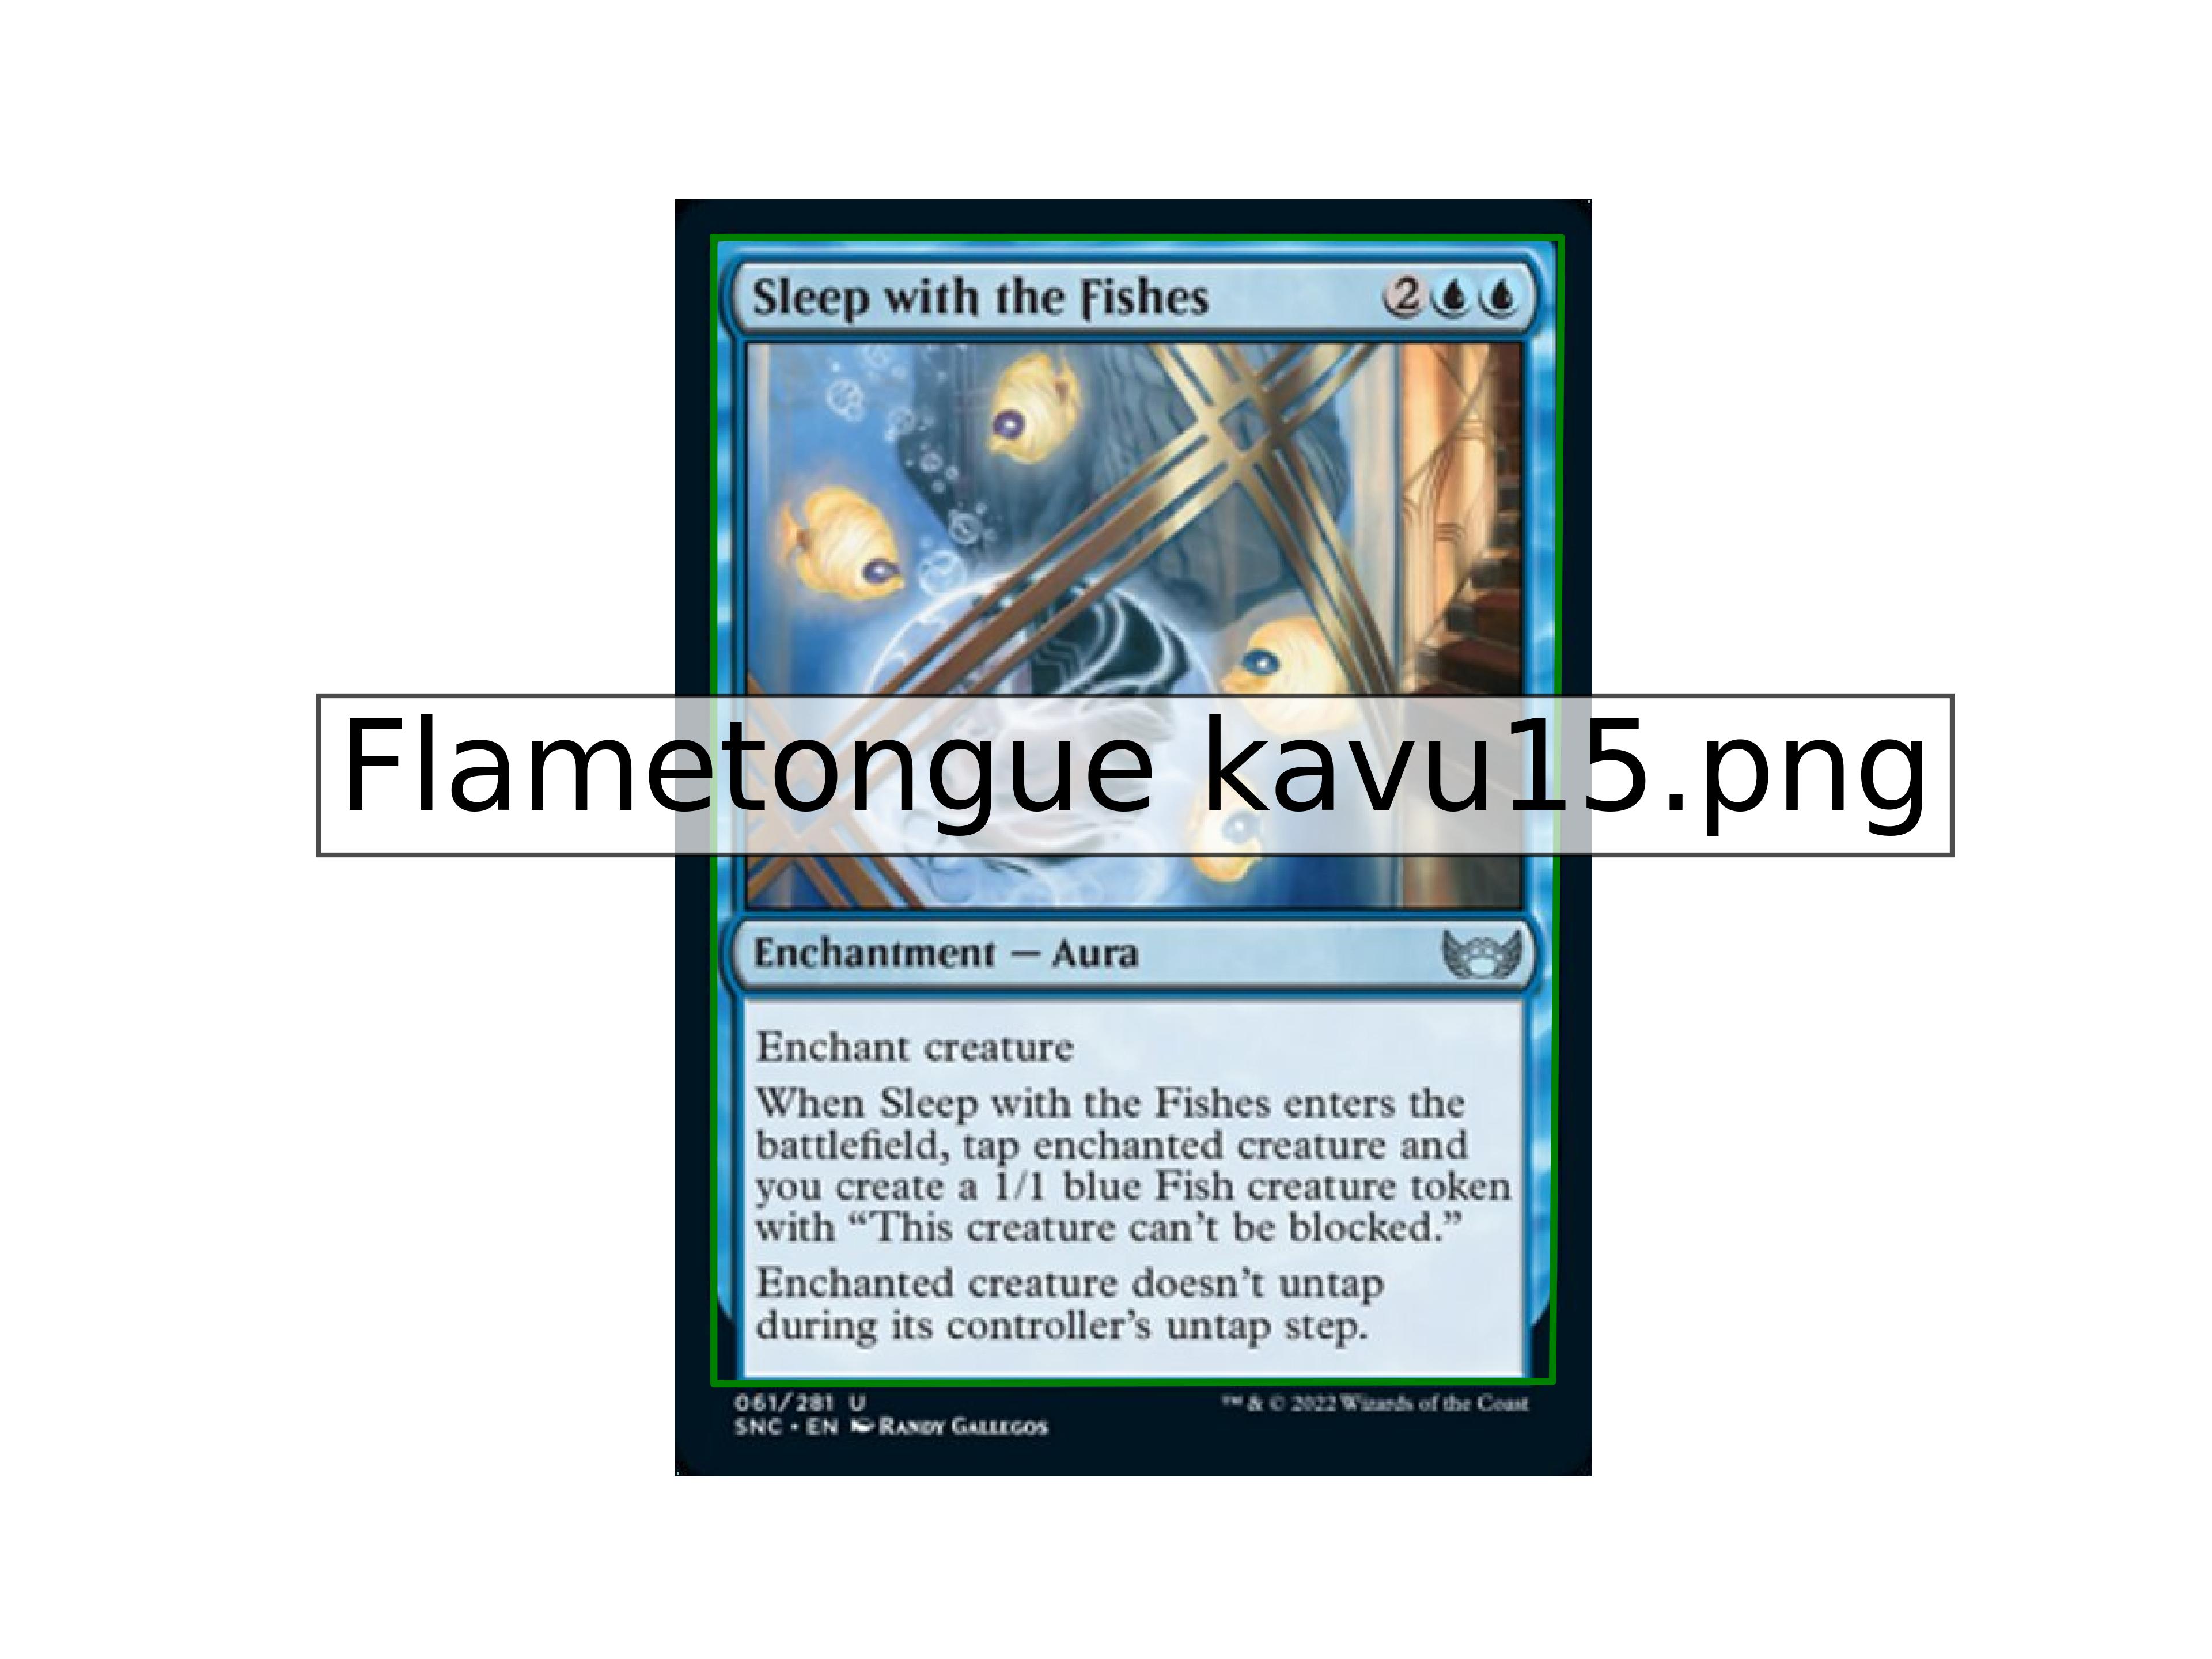 Sleep with the Fishes 2
Flametongue kavu15.png
Enchantment — Aura
Enchant creature
When Sleep with the Fishes enters the
battlefield, tap enchanted creature and
you create a 1/1 blue Fish creature token
with “This creature can’t be blocked.”
Enchanted creature doesn’t untap
during its controller’s untap step.
061/281 U ™ & © 2022 Wizards of the Coast
SNC • EN Randy Gallegos